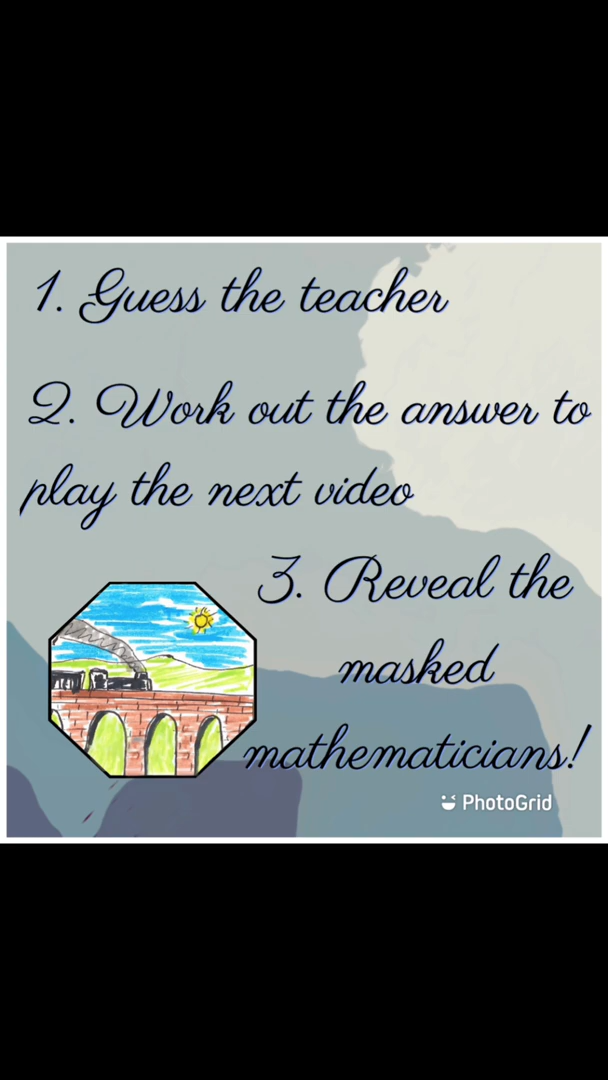 1. Guess the teacher
2. Work out the answer to
play the next video
3. Reveal the
masked
mathematicians!
PhotoGrid